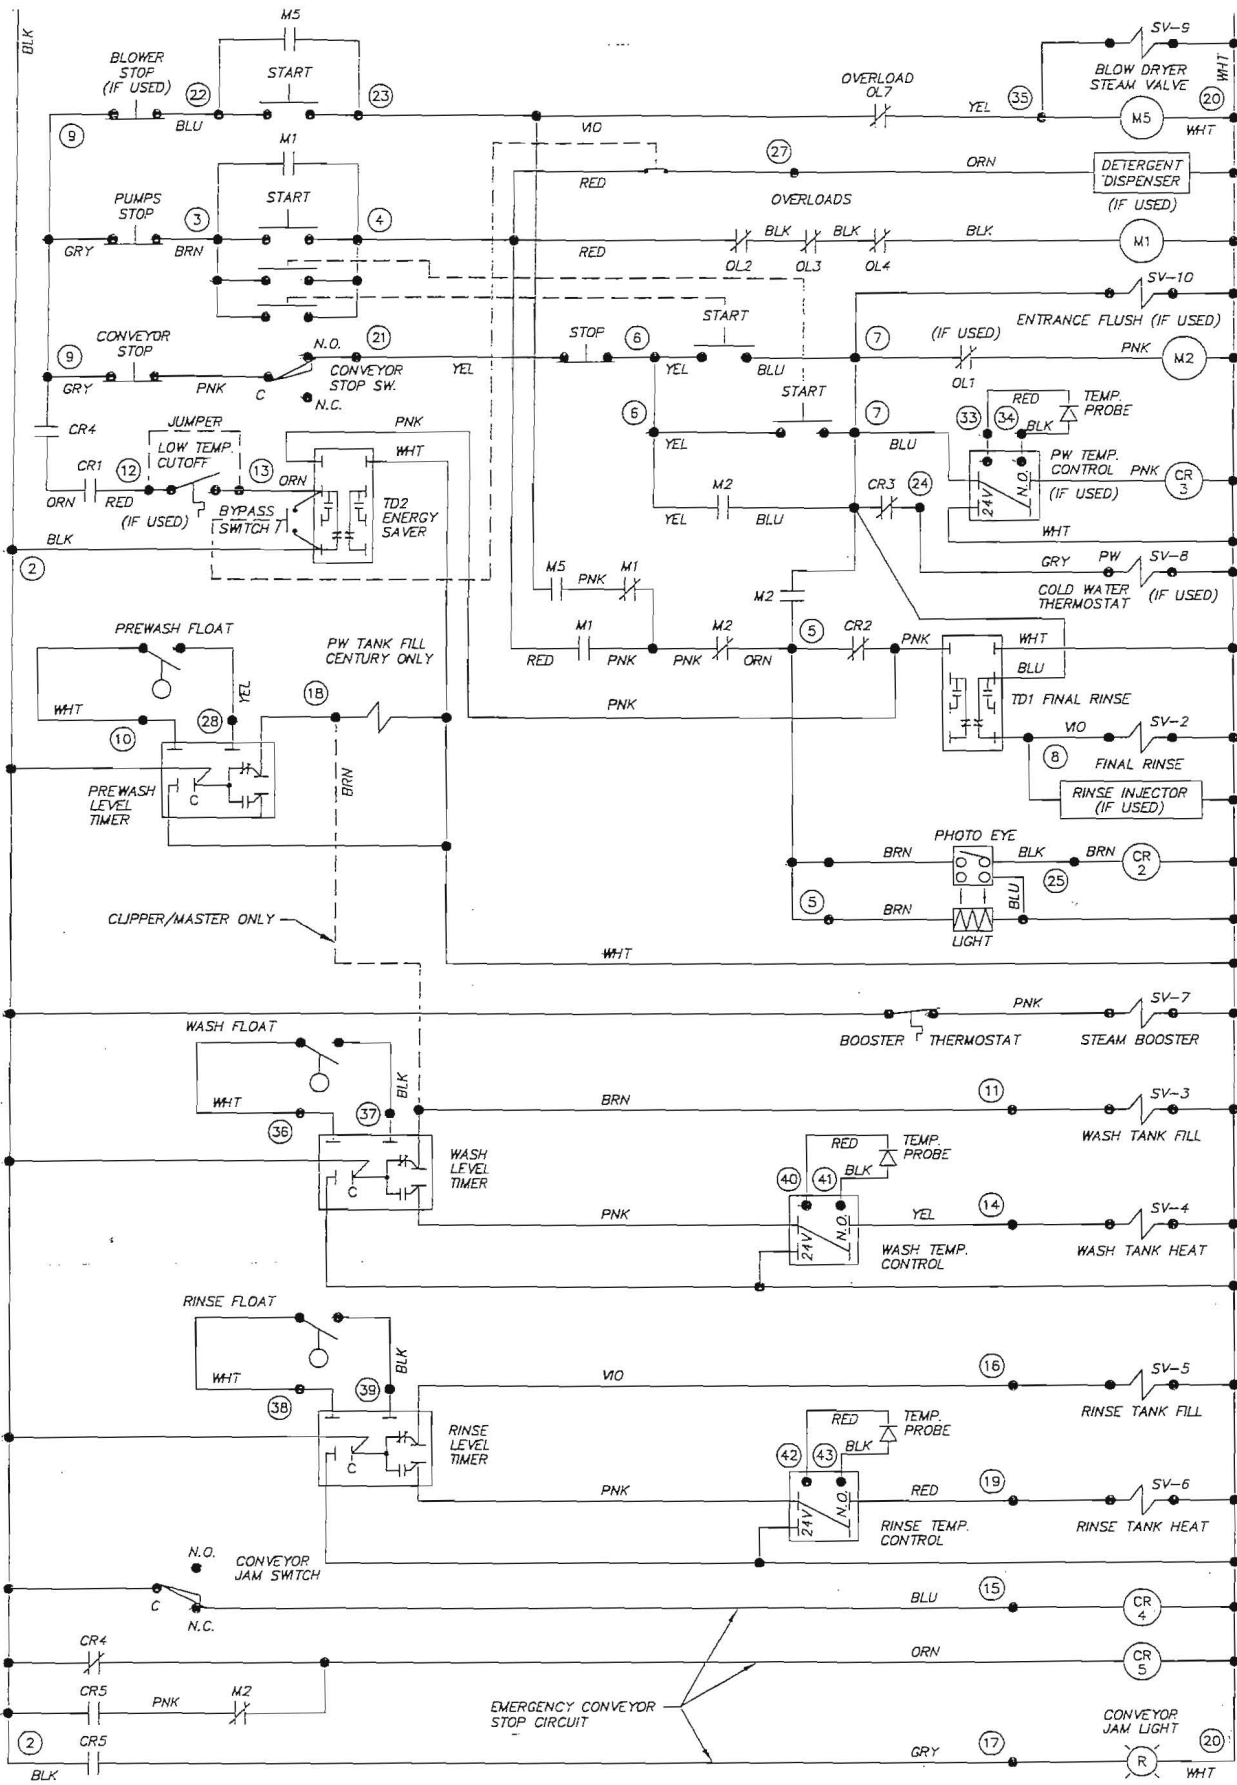 BLK
M5
BLOWER
STOP
(IF USED)
22
START
23
9
BLU
OVERLOAD
OL7
YEL
35
SV-9
BLOW DRYER
STEAM VALVE
WHT
20
M5
WHT
VIO
M1
27
ORN
DETERGENT
DISPENSER
(IF USED)
RED
PUMPS
STOP
3
START
4
OVERLOADS
GRY
BRN
RED
OL2
BLK
OL3
BLK
OL4
BLK
M1
SV-10
ENTRANCE FLUSH (IF USED)
9
CONVEYOR
STOP
N.O.
21
STOP
6
START
7
(IF USED)
PNK
M2
GRY
PNK
C
CONVEYOR
STOP SW.
N.C.
YEL
YEL
BLU
OL1
START
RED
TEMP.
PROBE
33
34
BLK
CR4
JUMPER
LOW TEMP.
CUTOFF
PNK
WHT
6
YEL
7
BLU
PW TEMP.
CONTROL
PNK
(IF USED)
CR
3
24V
N.O.
CR1
12
13
ORN
ORN
RED
(IF USED)
BYPASS
SWITCH
TD2
ENERGY
SAVER
M2
YEL
BLU
CR3
24
WHT
BLK
2
GRY
PW
SV-8
COLD WATER
THERMOSTAT
(IF USED)
M5
PNK
M1
M2
PREWASH FLOAT
PW TANK FILL
CENTURY ONLY
M1
RED
PNK
PNK
M2
ORN
5
CR2
PNK
WHT
BLU
TD1 FINAL RINSE
YEL
18
PNK
WHT
10
28
VIO
SV-2
8
FINAL RINSE
PREWASH
LEVEL
TIMER
C
BRN
RINSE INJECTOR
(IF USED)
PHOTO EYE
BRN
BLK
BRN
CR
2
25
BLU
CLIPPER/MASTER ONLY
5
BRN
LIGHT
WHT
PNK
SV-7
WASH FLOAT
BOOSTER THERMOSTAT
STEAM BOOSTER
BLK
WHT
36
37
BRN
11
SV-3
WASH TANK FILL
WASH
LEVEL
TIMER
C
RED
TEMP.
PROBE
40
41
BLK
PNK
24V
N.O.
YEL
14
SV-4
WASH TEMP.
CONTROL
WASH TANK HEAT
RINSE FLOAT
BLK
WHT
38
39
VIO
16
SV-5
RINSE TANK FILL
RINSE
LEVEL
TIMER
C
RED
TEMP.
PROBE
42
43
BLK
PNK
24V
N.O.
RED
19
SV-6
RINSE TEMP.
CONTROL
RINSE TANK HEAT
N.O.
CONVEYOR
JAM SWITCH
C
N.C.
BLU
15
CR
4
CR4
ORN
CR
5
CR5
PNK
M2
EMERGENCY CONVEYOR
STOP CIRCUIT
CONVEYOR
JAM LIGHT
2
CR5
BLK
GRY
17
R
20
WHT